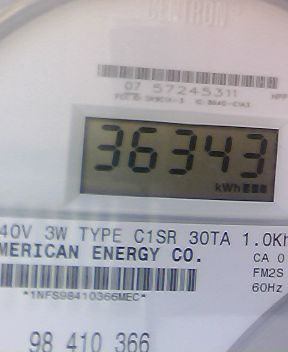 CENTRON
07 57245311
36343
kWh
40V 3W TYPE C1SR 30TA 1.0Kh
MERICAN ENERGY CO.
CA 0
FM2S
60Hz
*1NFS98410366MEC*
98 410 366